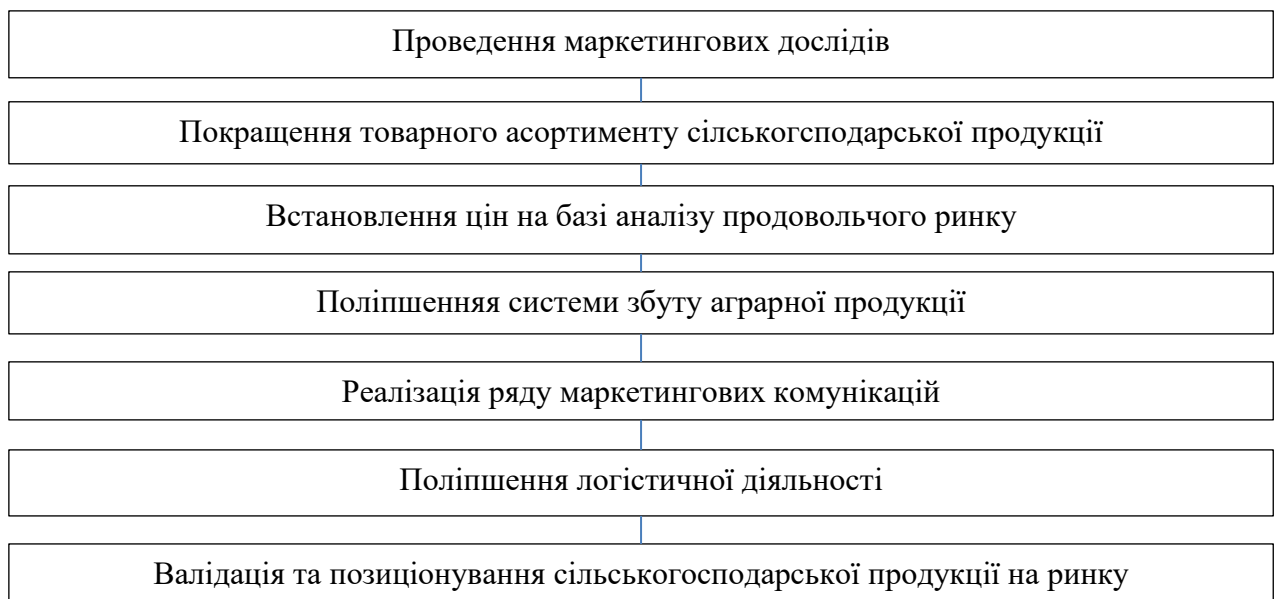 Проведення маркетингових дослідів
Покращення товарного асортименту сілськогсподарської продукції
Встановлення цін на базі аналізу продовольчого ринку
Поліпшенняя системи збуту аграрної продукції
Реалізація ряду маркетингових комунікацій
Поліпшення логістичної діяльності
Валідація та позиціонування сільськогосподарської продукції на ринку